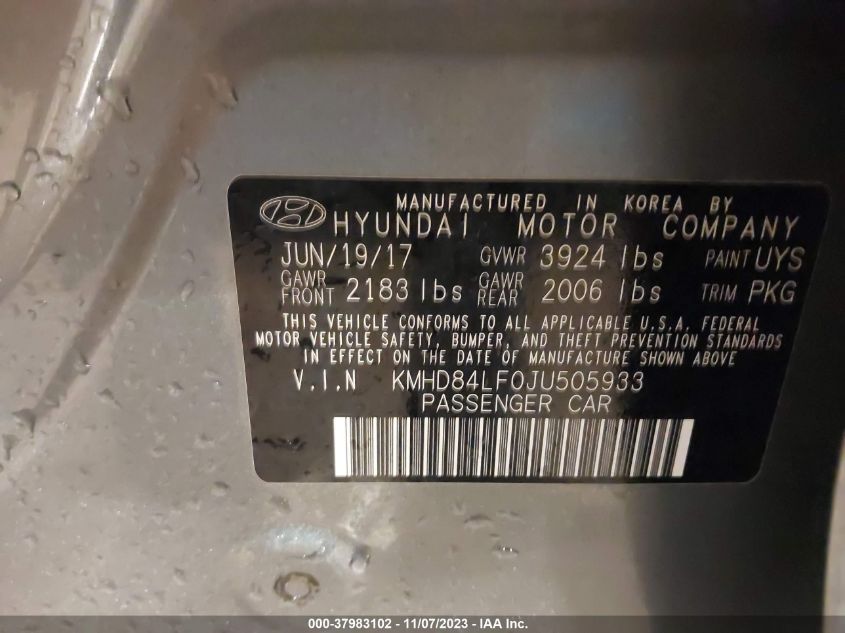 MANUFACTURED IN KOREA BY
HYUNDAI MOTOR COMPANY
JUN/19/17 GVWR 3924 lbs PAINT UYS
GAWR FRONT 2183 lbs GAWR REAR 2006 lbs TRIM PKG
THIS VEHICLE CONFORMS TO ALL APPLICABLE U.S.A. FEDERAL
MOTOR VEHICLE SAFETY, BUMPER, AND THEFT PREVENTION STANDARDS
IN EFFECT ON THE DATE OF MANUFACTURE SHOWN ABOVE
V.I.N KMHD84LF0JU505933
PASSENGER CAR
000-37983102 - 11/07/2023 - IAA Inc.